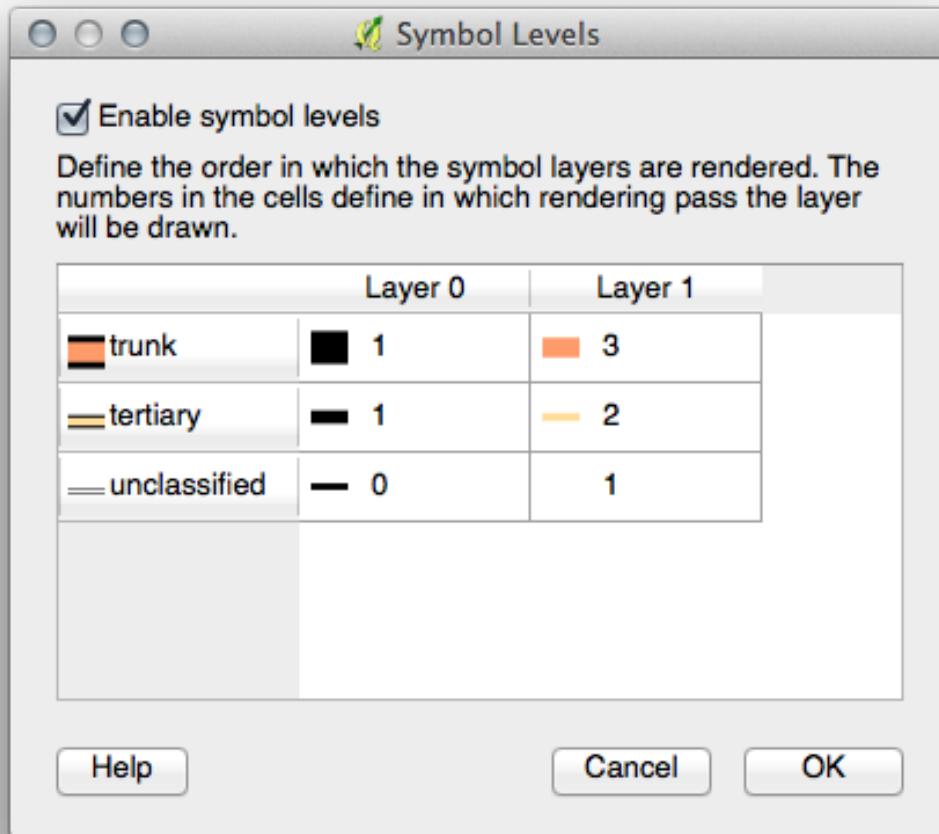 Symbol Levels
Enable symbol levels
Define the order in which the symbol layers are rendered. The
numbers in the cells define in which rendering pass the layer
will be drawn.
Layer 0 Layer 1
trunk 1 3
tertiary 1 2
unclassified 0 1
Help Cancel OK